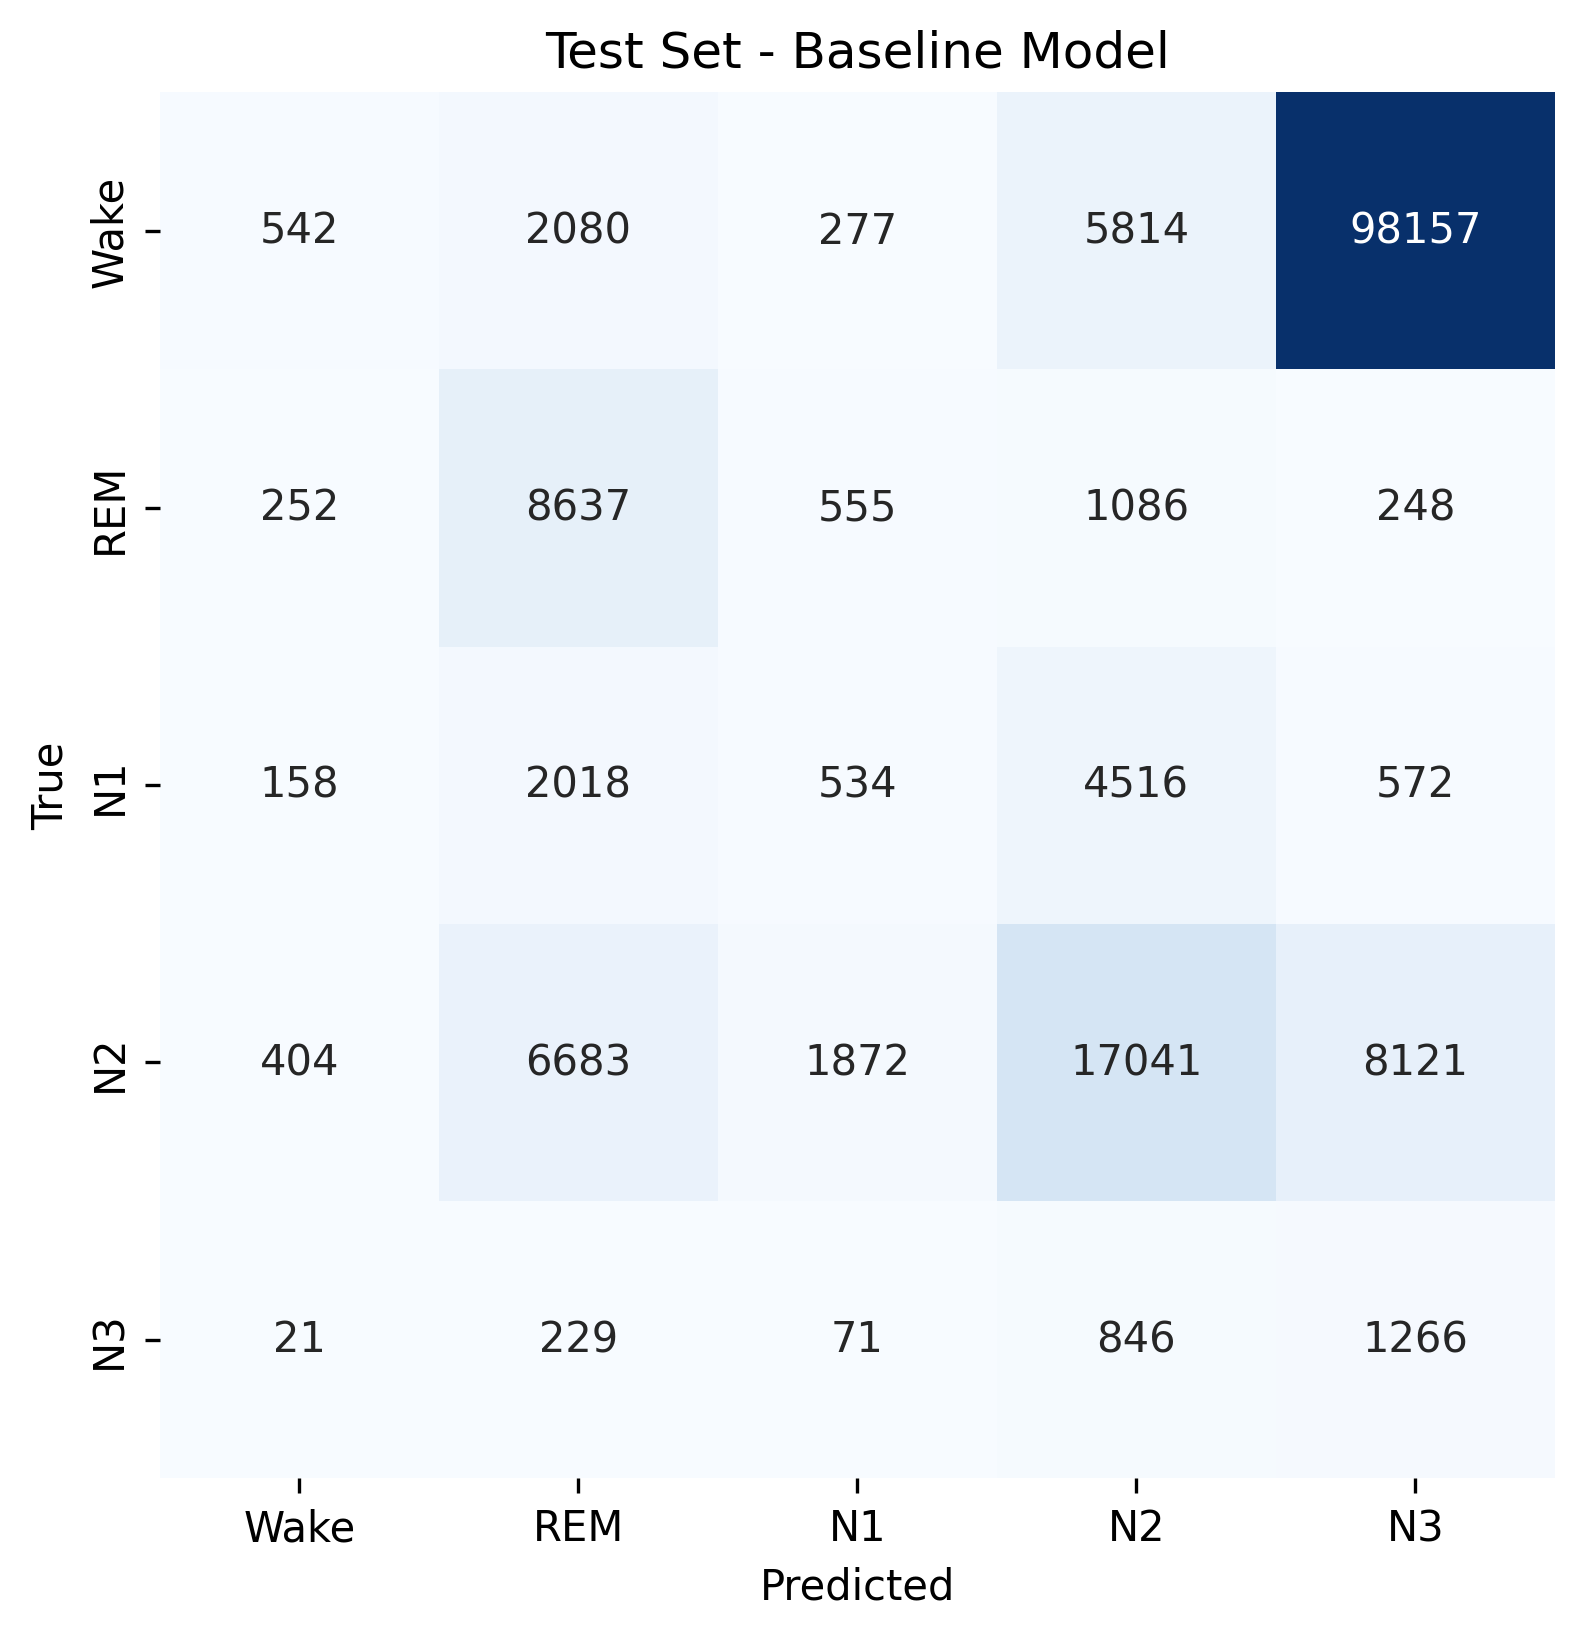 Test Set - Baseline Model
True
Wake 542 2080 277 5814 98157
REM 252 8637 555 1086 248
N1 158 2018 534 4516 572
N2 404 6683 1872 17041 8121
N3 21 229 71 846 1266
Wake REM N1 N2 N3
Predicted